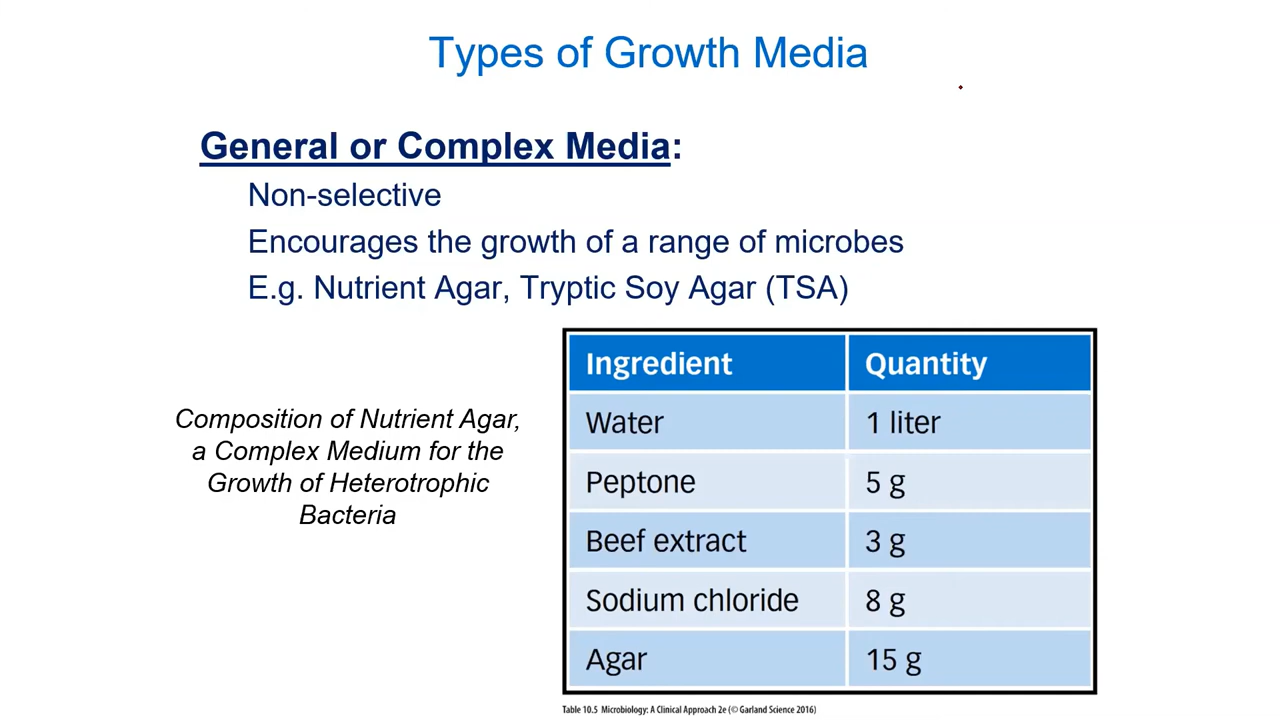 Types of Growth Media
General or Complex Media:
Non-selective
Encourages the growth of a range of microbes
E.g. Nutrient Agar, Tryptic Soy Agar (TSA)
Composition of Nutrient Agar,
a Complex Medium for the
Growth of Heterotrophic
Bacteria
Ingredient Quantity
Water 1 liter
Peptone 5 g
Beef extract 3 g
Sodium chloride 8 g
Agar 15 g
Table 10.5 Microbiology: A Clinical Approach 2e (© Garland Science 2016)